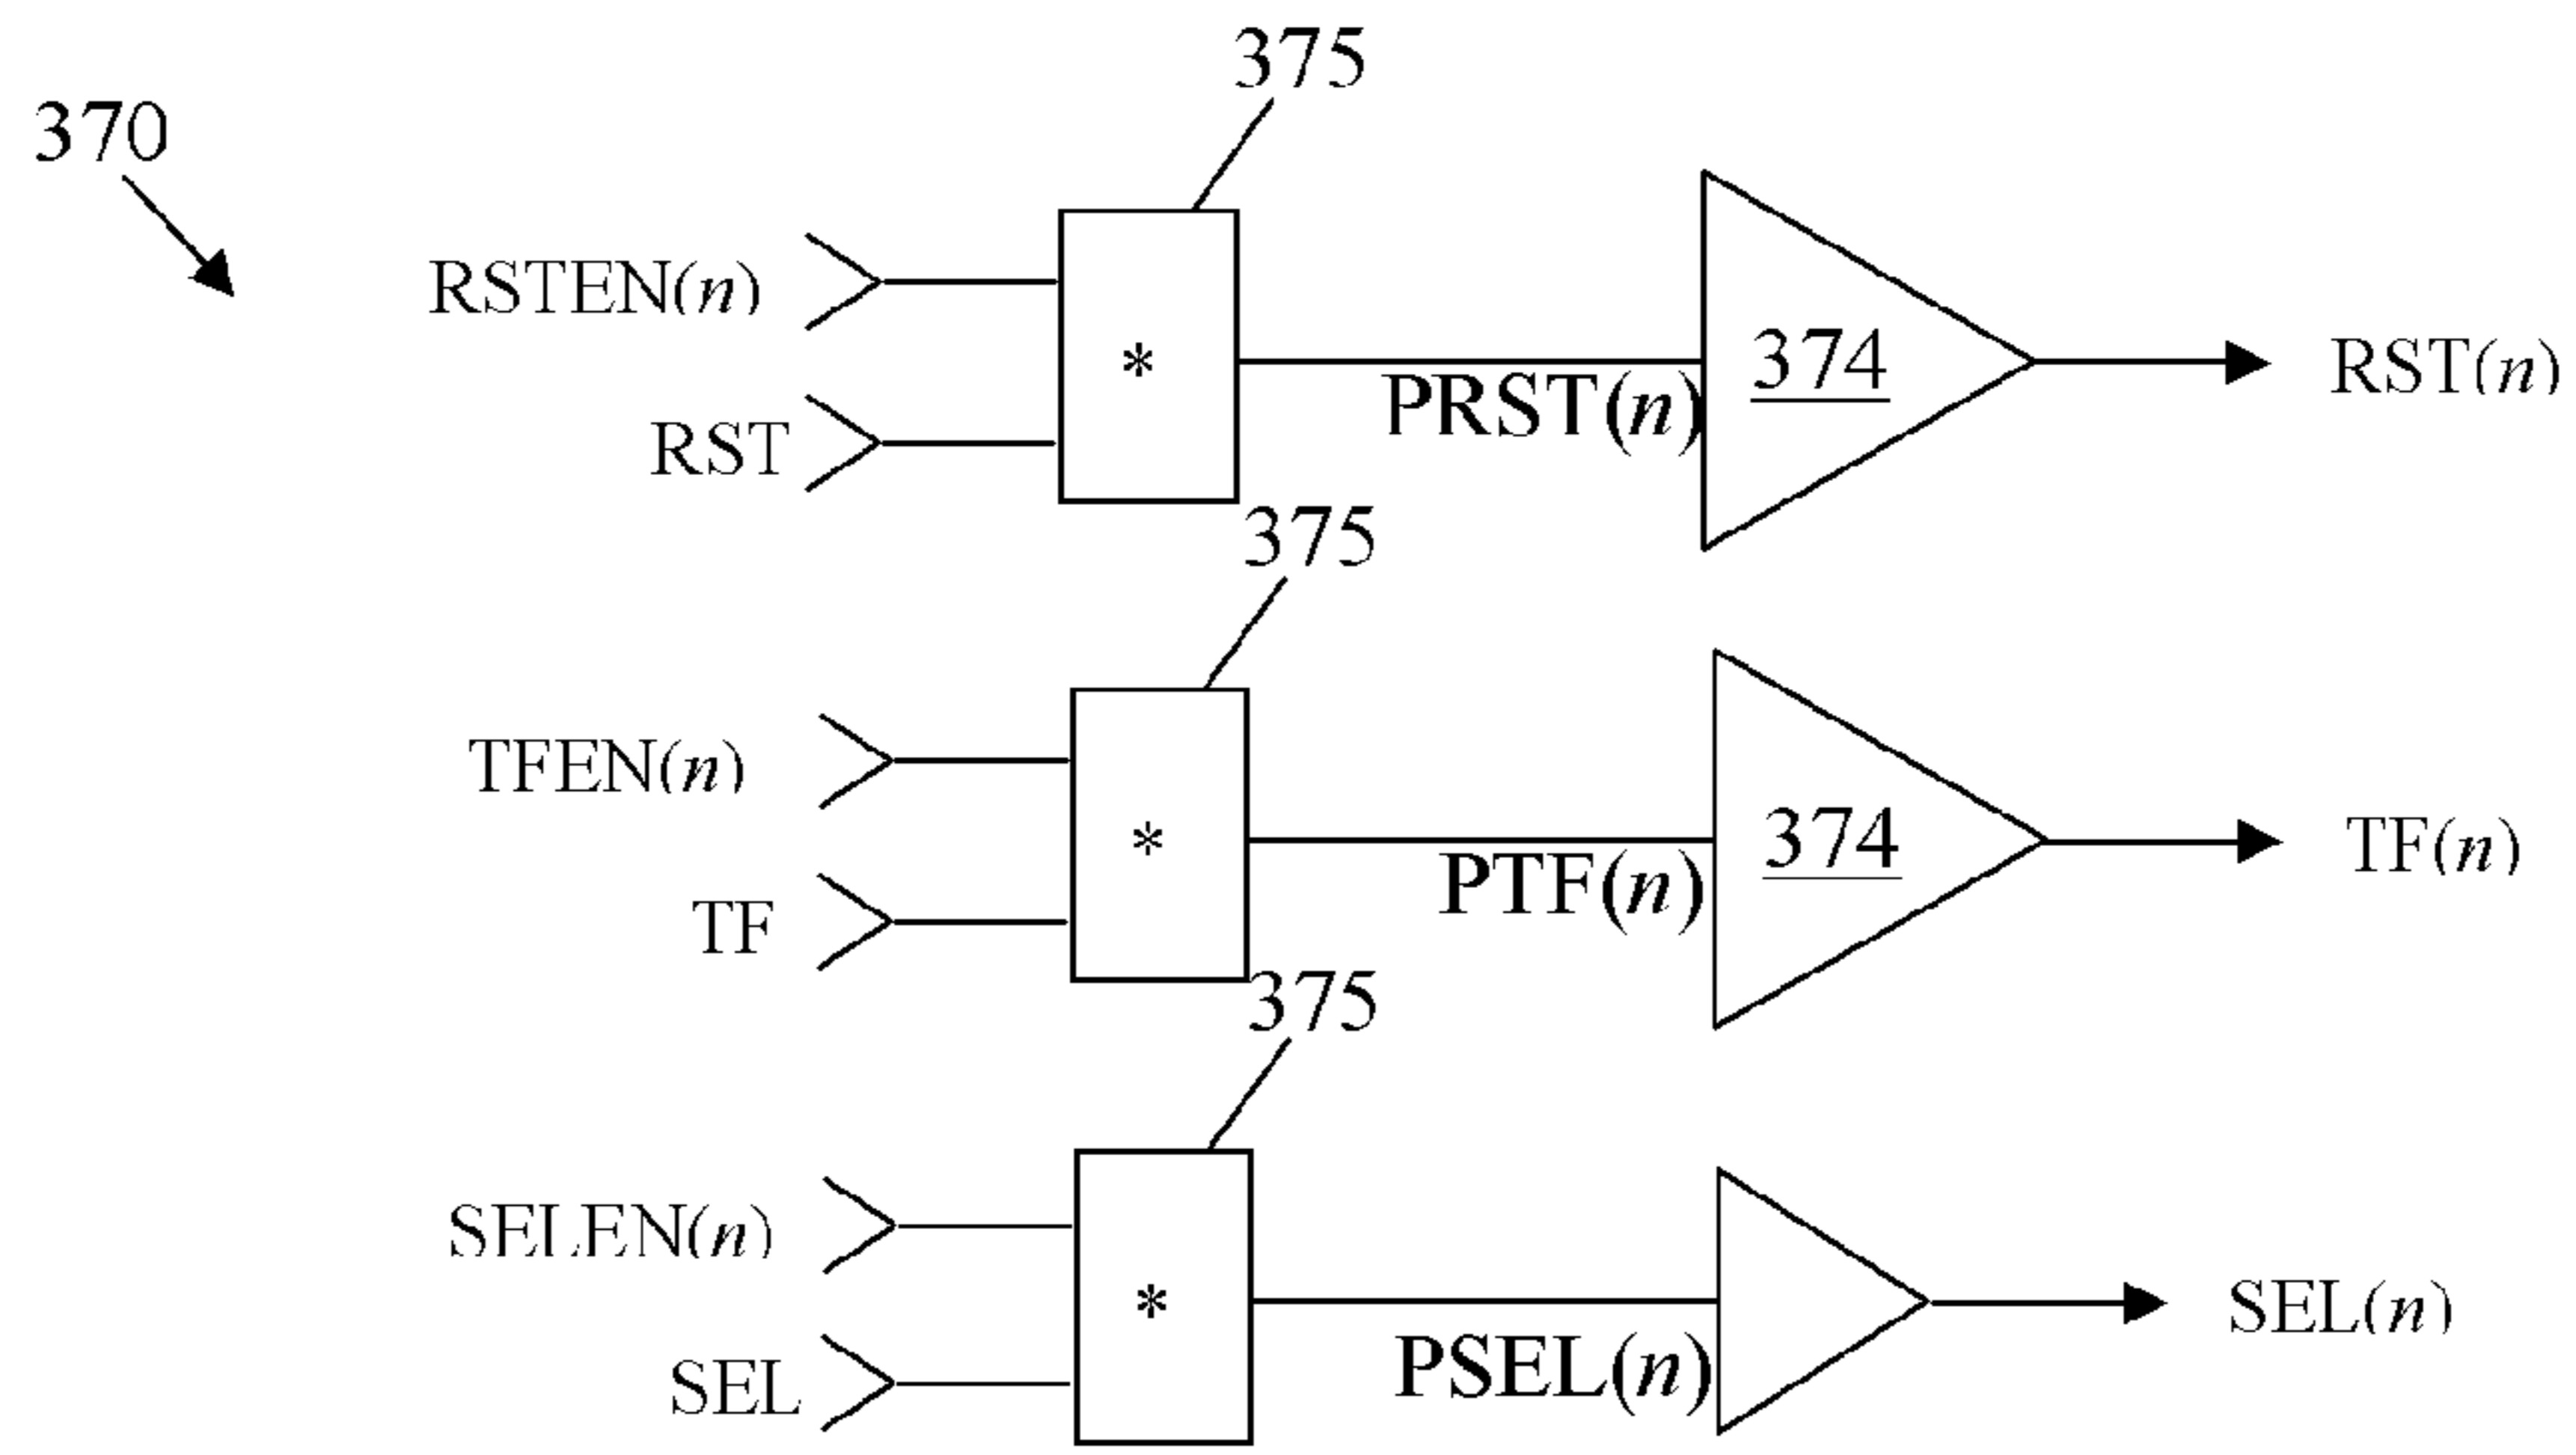 375
370
RSTEN(n)
*
374
RST(n)
PRST(n)
RST
375
TFEN(n)
*
374
TF(n)
PTF(n)
TF
375
SELEN(n)
*
SEL(n)
PSEL(n)
SEL